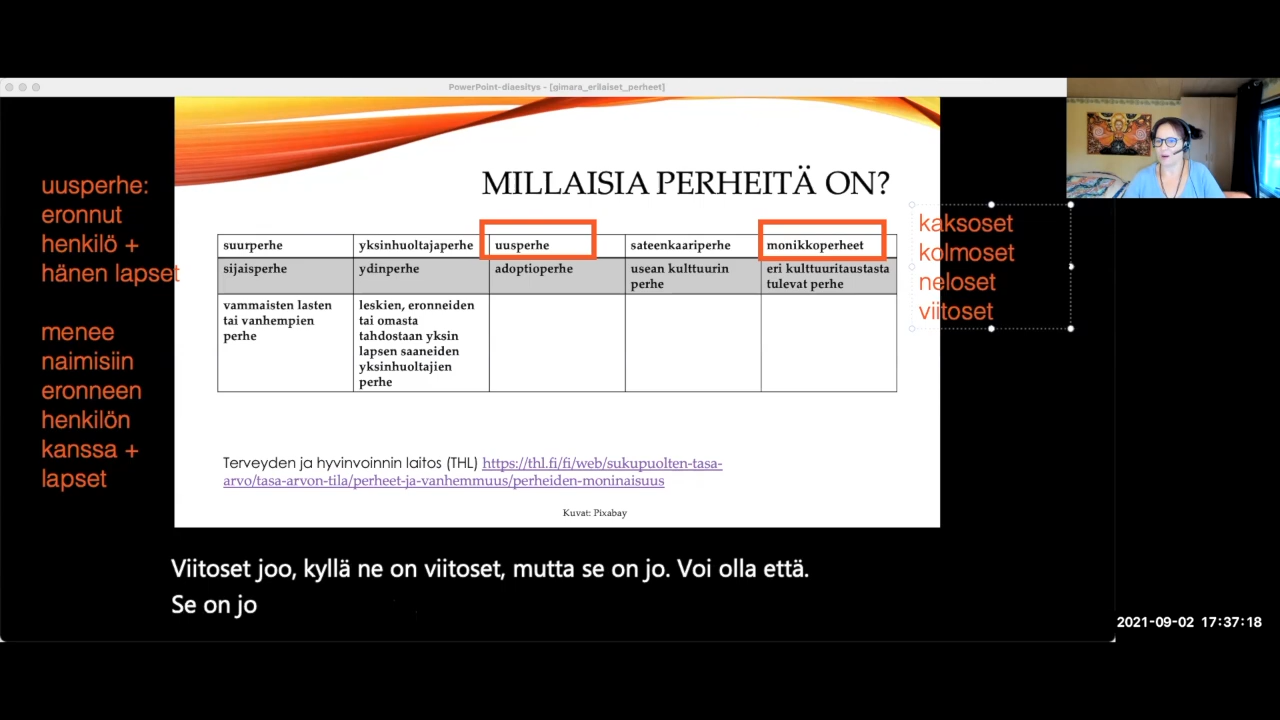 PowerPoint-diaesitys - [gimara_erilaiset_perheet]
uusperhe:
eronnut
henkilö +
hänen lapset
menee
naimisiin
eronneen
henkilön
kanssa +
lapset
MILLAISIA PERHEITÄ ON?
suurperhe
yksinhuoltajaperhe
uusperhe
sateenkaariperhe
monikkoperheet
sijaisperhe
ydinperhe
adoptioperhe
usean kulttuurin
perhe
eri kulttuuritaustasta
tulevat perhe
vammaisten lasten
tai vanhempien
perhe
leskien, eronneiden
tai omasta
tahdostaan yksin
lapsen saaneiden
yksinhuoltajien
perhe
kaksoset
kolmoset
neloset
viitoset
Terveyden ja hyvinvoinnin laitos (THL) https://thl.fi/fi/web/sukupuolten-tasa-
arvo/tasa-arvon-tila/perheet-ja-vanhemmuus/perheiden-moninaisuus
Kuvat: Pixabay
Viitoset joo, kyllä ne on viitoset, mutta se on jo. Voi olla että.
Se on jo
2021-09-02 17:37:18